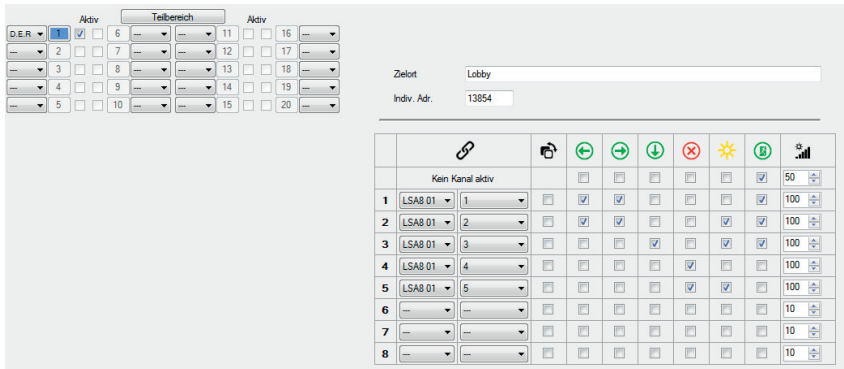 Aktiv Teilbereich Aktiv
D.E.R 1 6 --- --- 11 16 ---
--- 2 7 --- --- 12 17 ---
--- 3 8 --- --- 13 18 ---
--- 4 9 --- --- 14 19 ---
--- 5 10 --- --- 15 20 ---
Zielort Lobby
Indiv. Adr. 13854
Kein Kanal aktiv 50
1 LSA8 01 1 100
2 LSA8 01 2 100
3 LSA8 01 3 100
4 LSA8 01 4 100
5 LSA8 01 5 100
6 --- --- 10
7 --- --- 10
8 --- --- 10